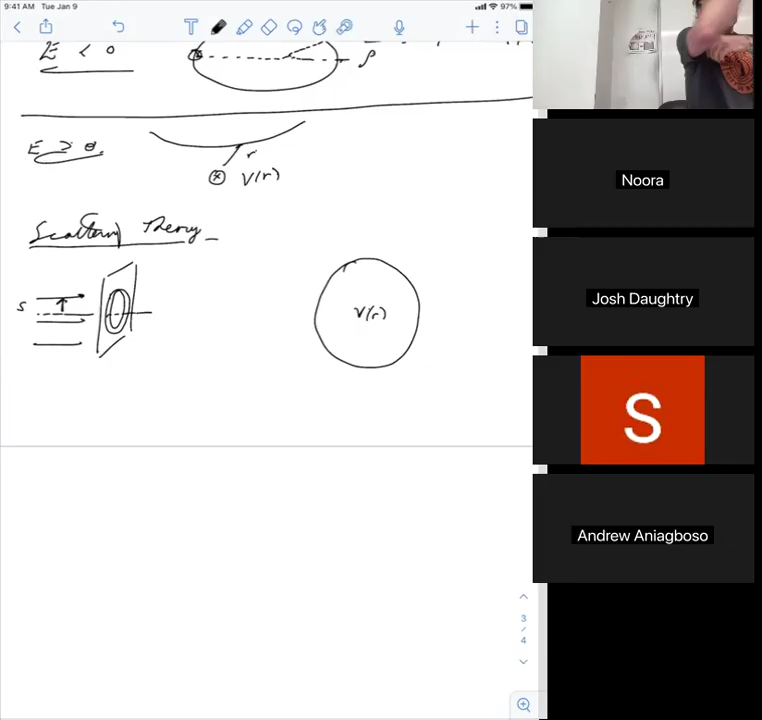 9:41 AM Tue Jan 9
97%
E < 0
ρ
E > 0
r
V(r)
Scattering Theory
S
V(r)
3
4
Noora
Josh Daughtry
S
Andrew Aniagboso